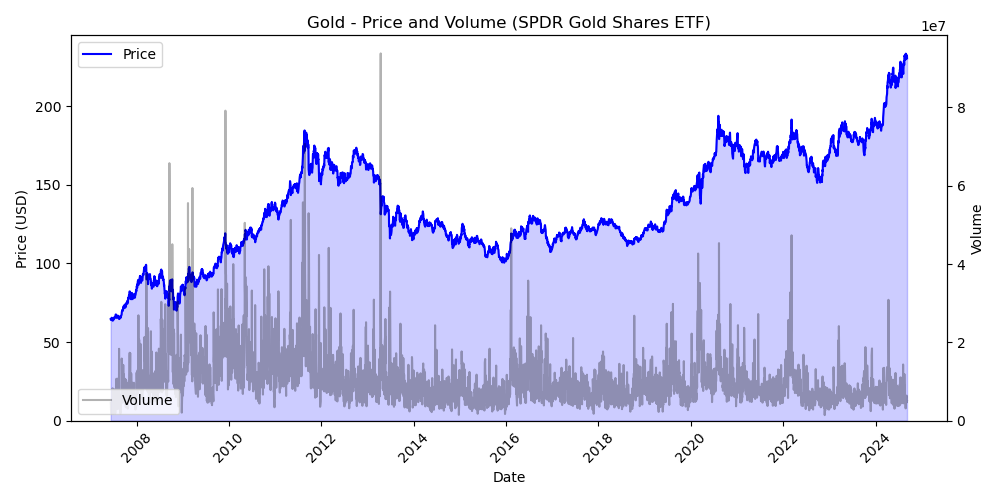 Gold - Price and Volume (SPDR Gold Shares ETF)
1e7
Price
Volume
Price (USD)
200
150
100
50
0
8
6
4
2
0
Volume
2008
2010
2012
2014
2016
2018
2020
2022
2024
Date